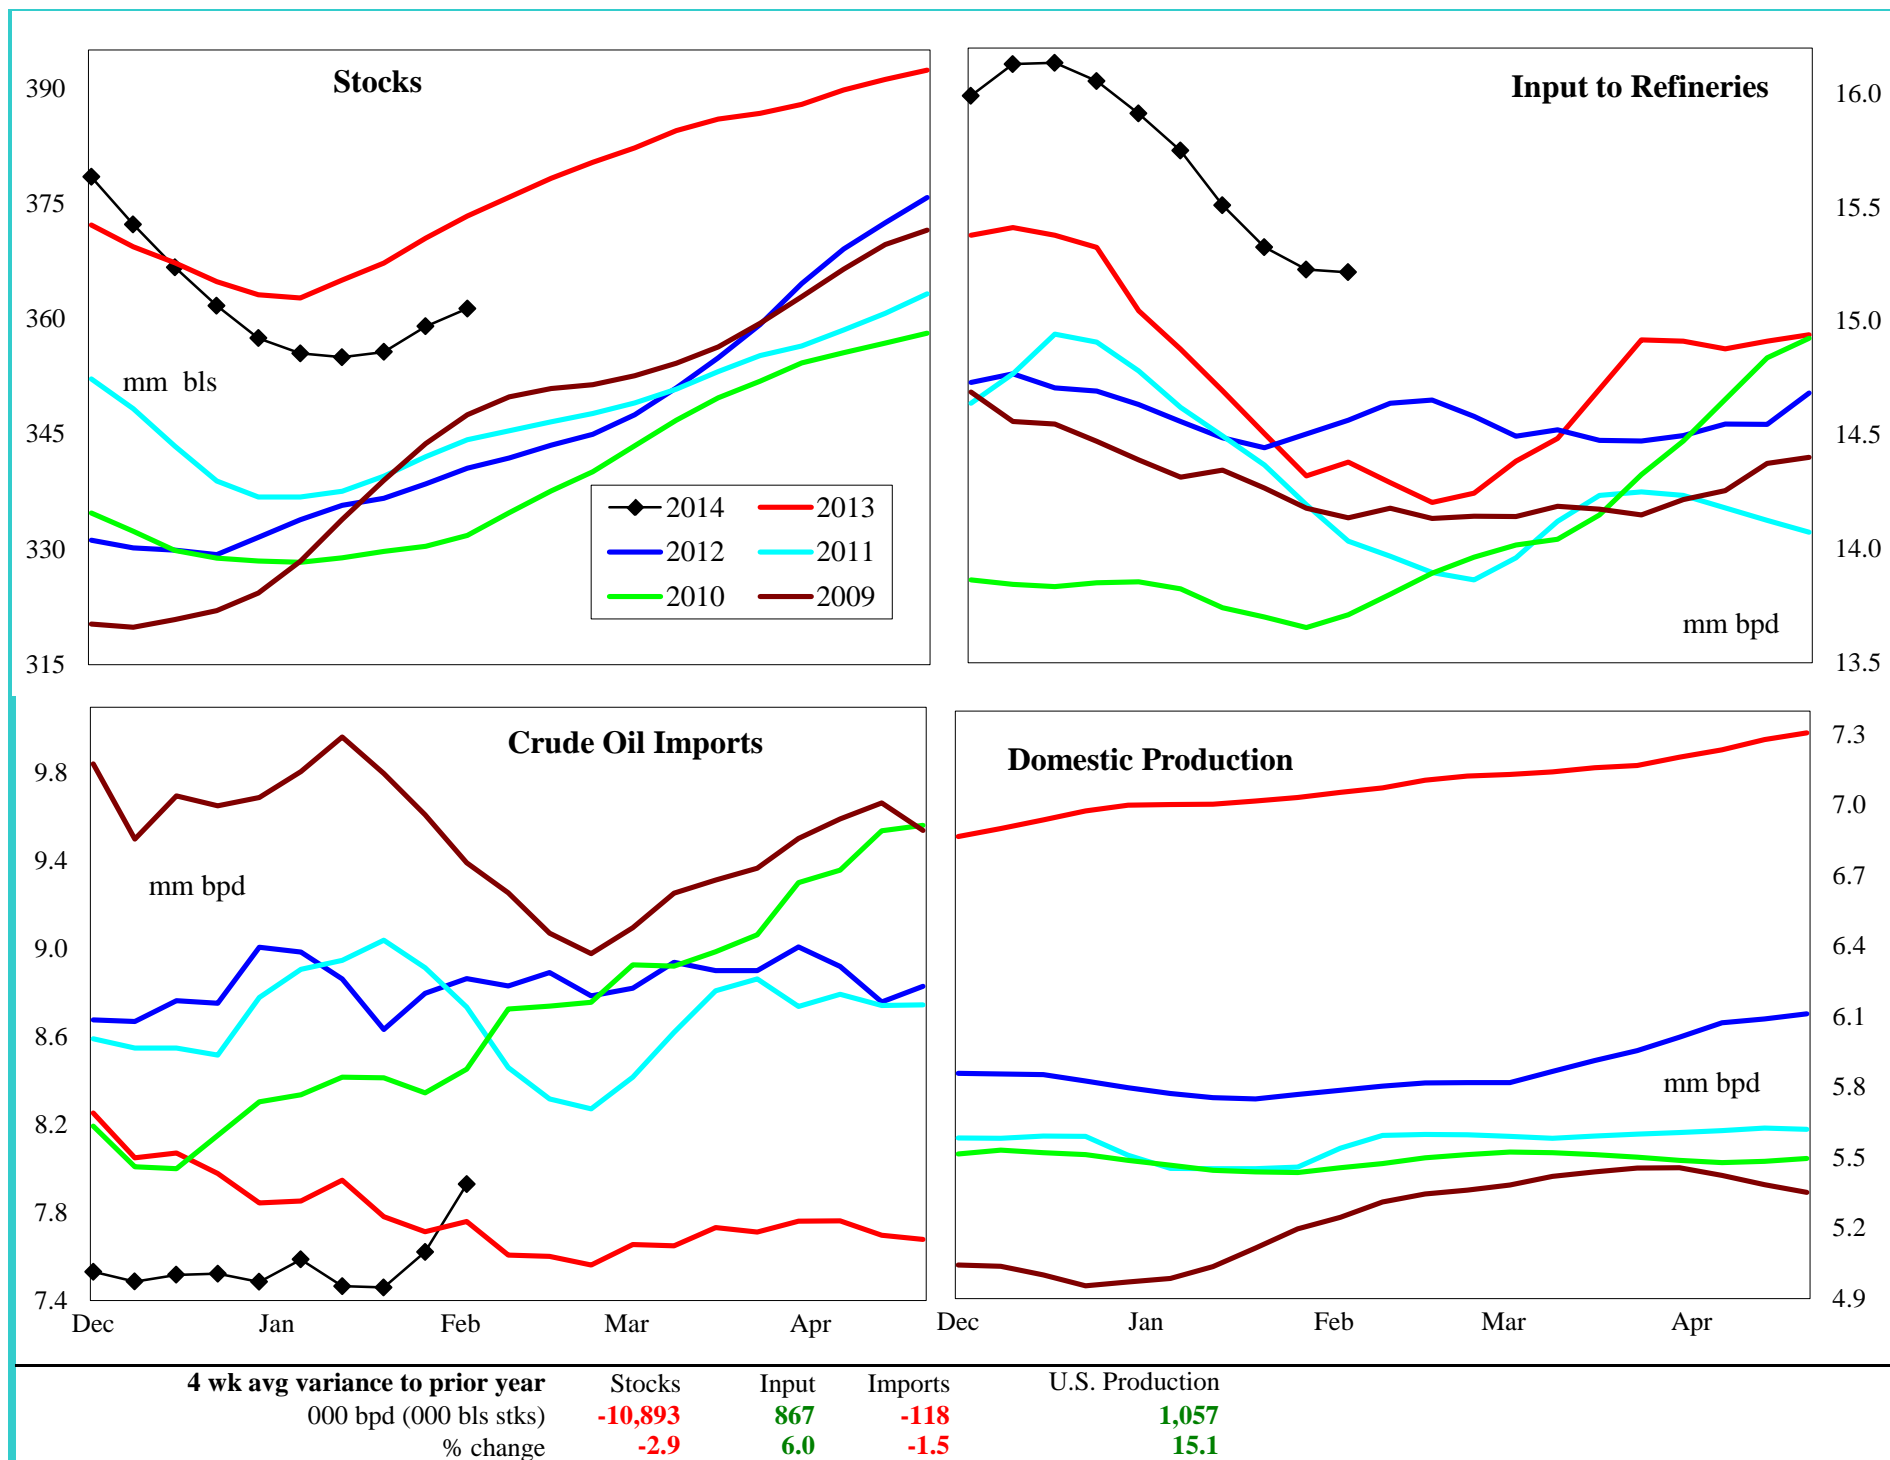 Stocks
390
375
360
345
330
315
mm bls
2014 2013
2012 2011
2010 2009
Input to Refineries
16.0
15.5
15.0
14.5
14.0
13.5
mm bpd
Crude Oil Imports
9.8
9.4
9.0
8.6
8.2
7.8
7.4
mm bpd
Dec Jan Feb Mar Apr
Domestic Production
7.3
7.0
6.7
6.4
6.1
5.8
5.5
5.2
4.9
mm bpd
Dec Jan Feb Mar Apr
4 wk avg variance to prior year Stocks Input Imports U.S. Production
000 bpd (000 bls stks) -10,893 867 -118 1,057
% change -2.9 6.0 -1.5 15.1